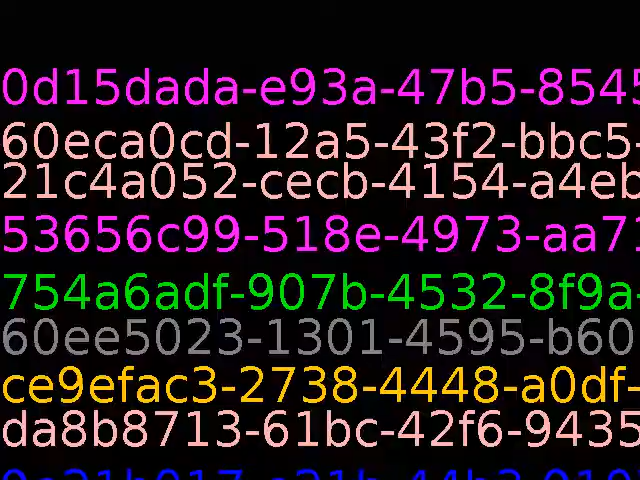 0d15dada-e93a-47b5-8545
60eca0cd-12a5-43f2-bbc5-
21c4a052-cecb-4154-a4eb
53656c99-518e-4973-aa71
754a6adf-907b-4532-8f9a-
60ee5023-1301-4595-b60
ce9efac3-2738-4448-a0df-
da8b8713-61bc-42f6-9435